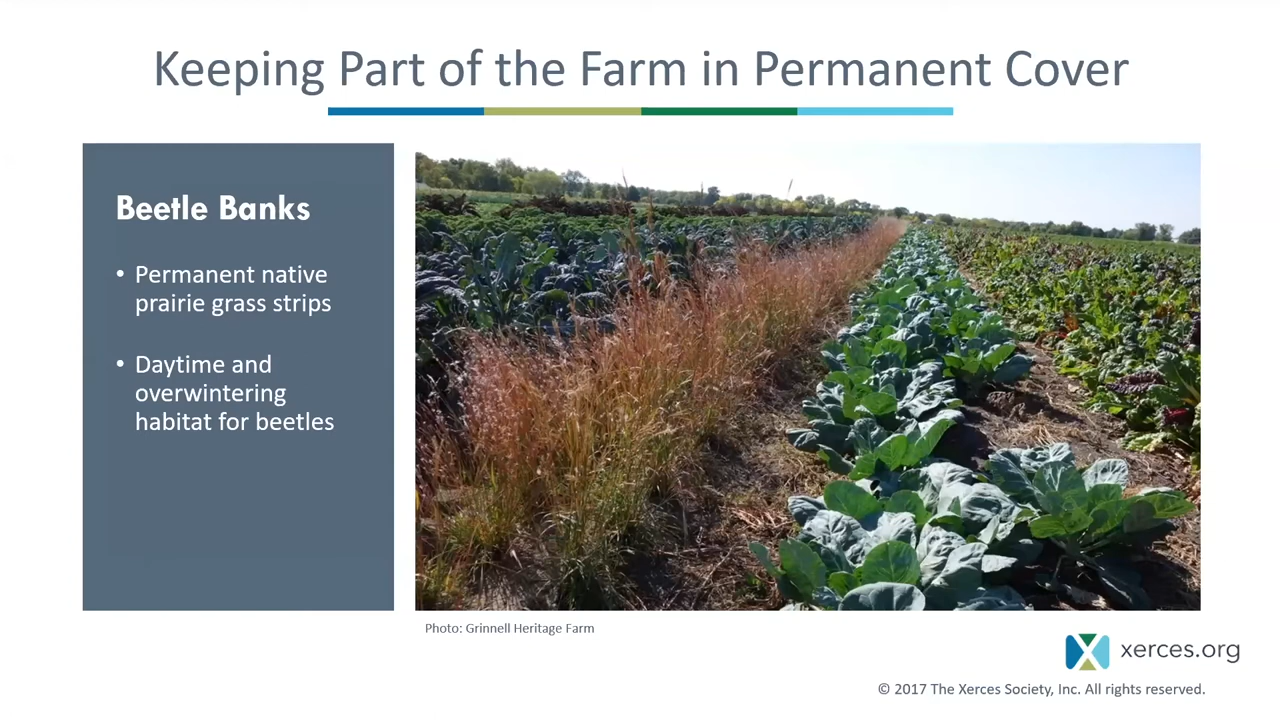 Keeping Part of the Farm in Permanent Cover
Beetle Banks
• Permanent native
prairie grass strips
• Daytime and
overwintering
habitat for beetles
Photo: Grinnell Heritage Farm
xerces.org
© 2017 The Xerces Society, Inc. All rights reserved.